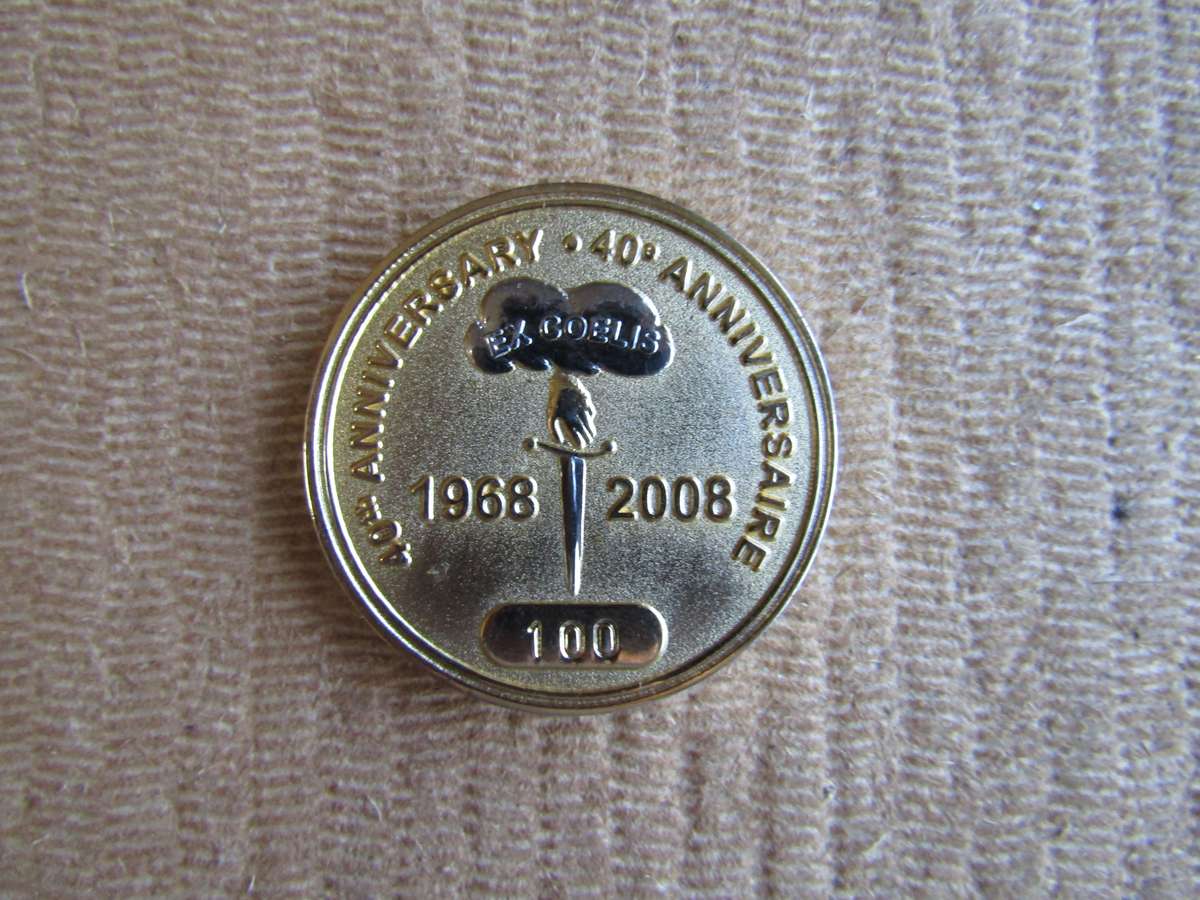 40TH ANNIVERSARY • 40e ANNIVERSAIRE
EX COELIS
1968 2008
100